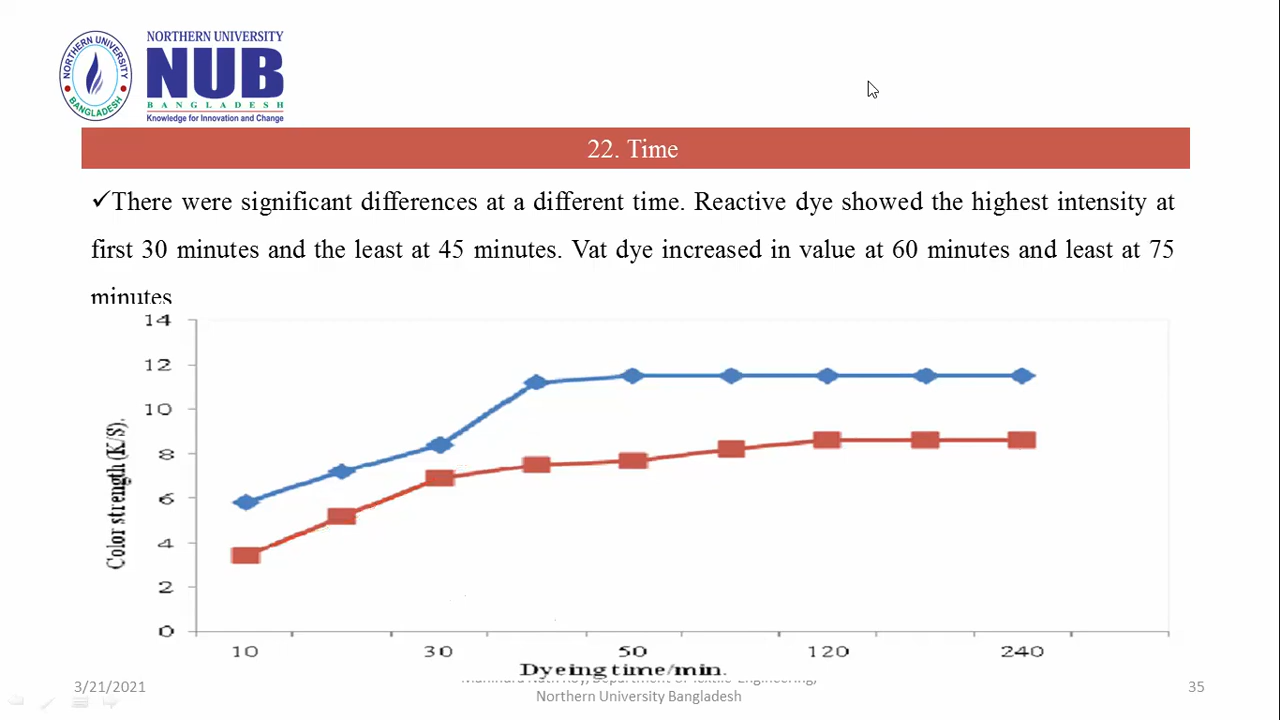 NORTHERN UNIVERSITY
BANGLADESH
NORTHERN UNIVERSITY
NUB
BANGLADESH
Knowledge for Innovation and Change
22. Time
✓There were significant differences at a different time. Reactive dye showed the highest intensity at
first 30 minutes and the least at 45 minutes. Vat dye increased in value at 60 minutes and least at 75
minutes
14
12
10
8
6
4
2
0
Color strength (K/S).
10 30 50 120 240
Dyeing time/min.
3/21/2021
Northern University Bangladesh
35